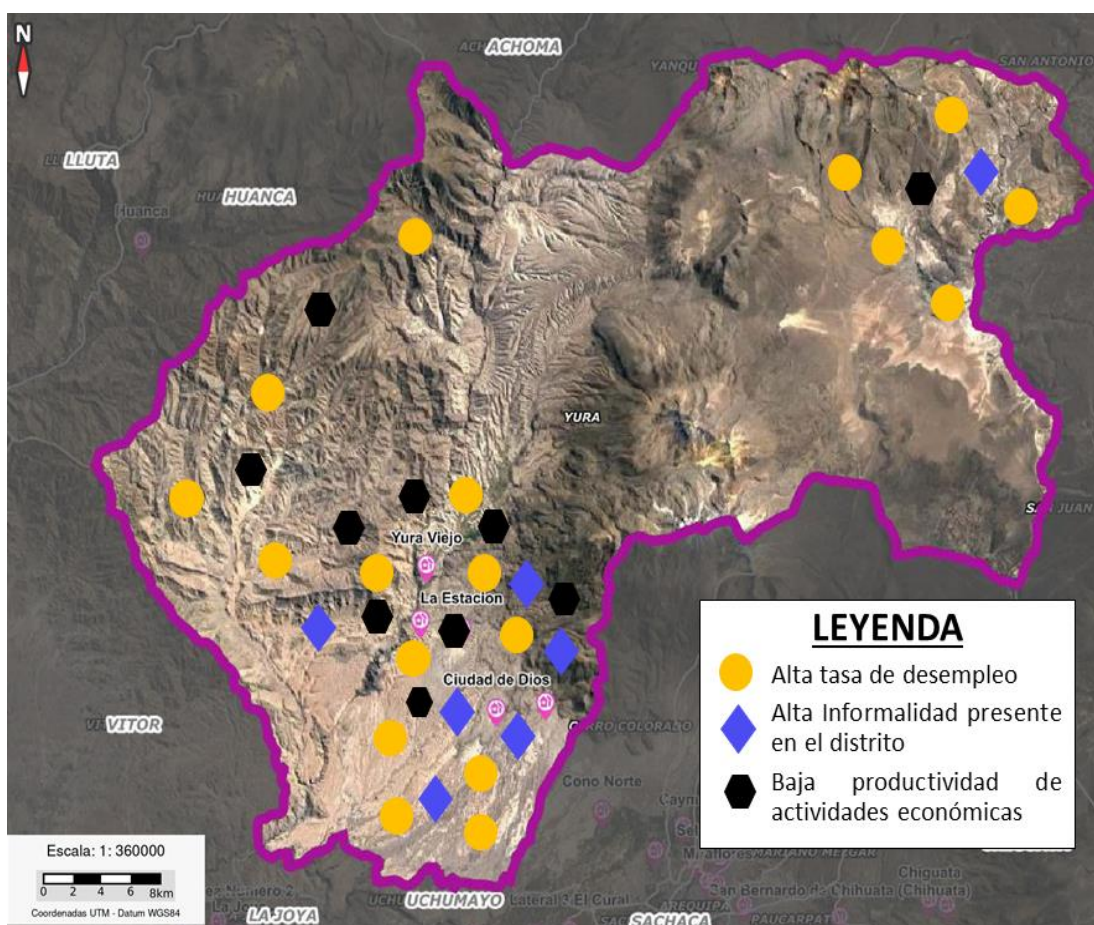 N
ACHOMA
SAN ANTONIO
LLUTA
HUANCA
Huanca
YURA
SAN JUAN
Yura Viejo
La Estacion
Ciudad de Dios
VITOR
CERRO COLORADO
Cono Norte
LEYENDA
Alta tasa de desempleo
Alta Informalidad presente
en el distrito
Baja productividad de
actividades económicas
Escala: 1: 360000
0 2 4 6 8km
Coordenadas UTM - Datum WGS84
MARIANO MELGAR
Chiguata
(Chihuata)
San Bernardo de Chihuata
UCHUMAYO
Lateral 3 El Cural
AREQUIPA
PAUCARPAT
LA JOYA
SACHACA